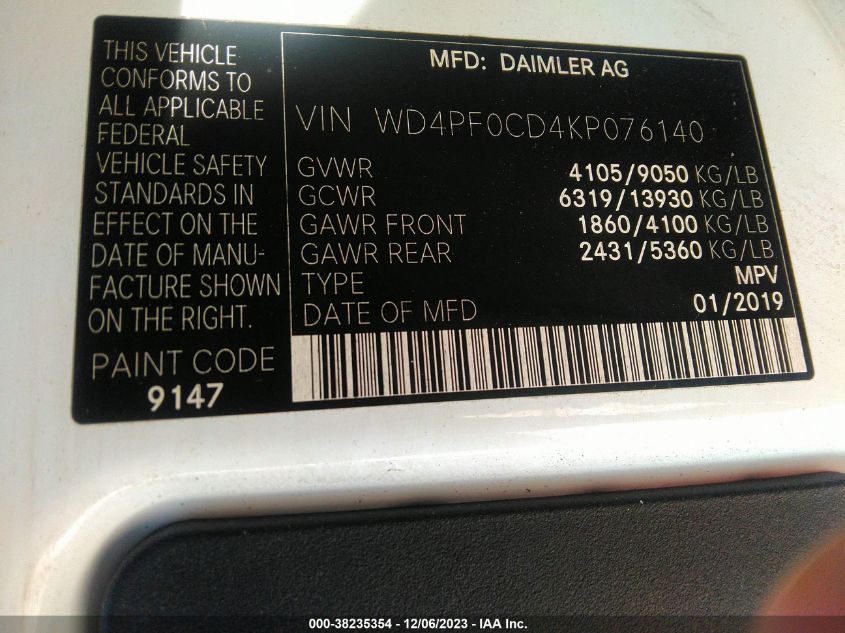 THIS VEHICLE
CONFORMS TO
ALL APPLICABLE
FEDERAL
VEHICLE SAFETY
STANDARDS IN
EFFECT ON THE
DATE OF MANU-
FACTURE SHOWN
ON THE RIGHT.
PAINT CODE
9147
MFD: DAIMLER AG
VIN WD4PF0CD4KP076140
GVWR 4105/9050 KG/LB
GCWR 6319/13930 KG/LB
GAWR FRONT 1860/4100 KG/LB
GAWR REAR 2431/5360 KG/LB
TYPE MPV
DATE OF MFD 01/2019
000-38235354 - 12/06/2023 - IAA Inc.